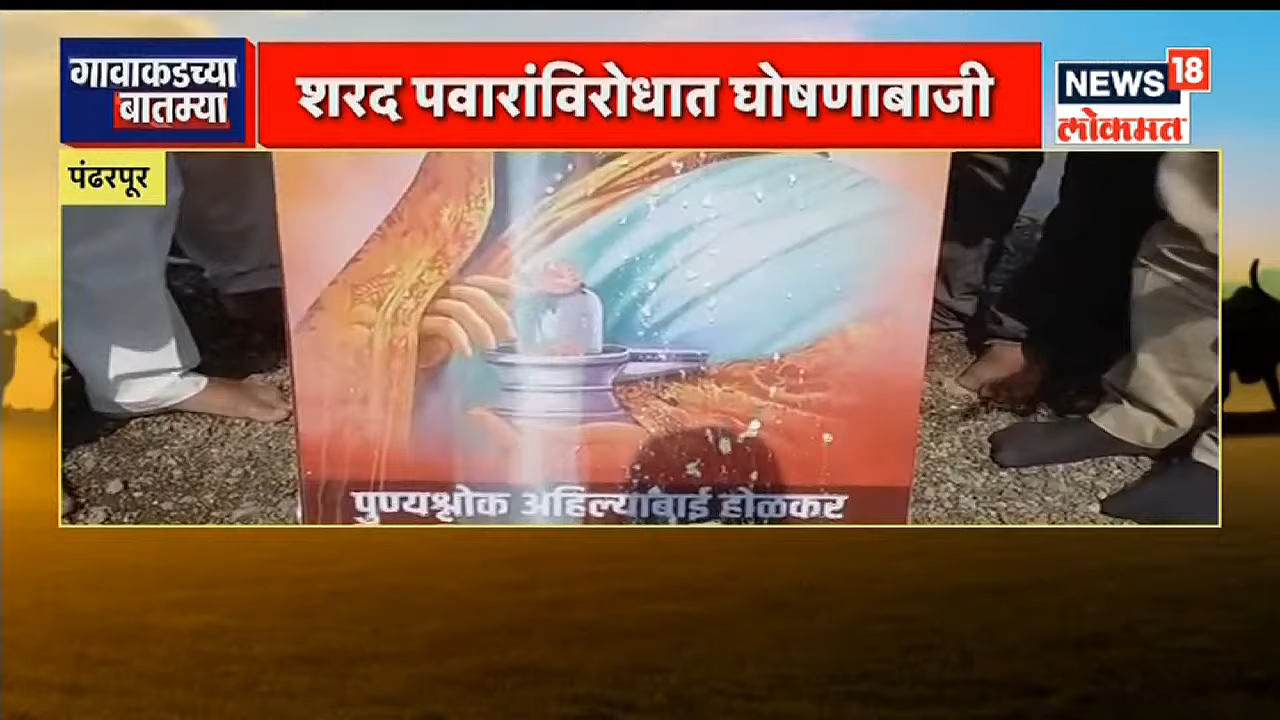 गावाकडच्या
बातम्या
शरद पवारांविरोधात घोषणाबाजी
NEWS 18
लोकमत
पंढरपूर
पुण्यश्लोक अहिल्याबाई होळकर